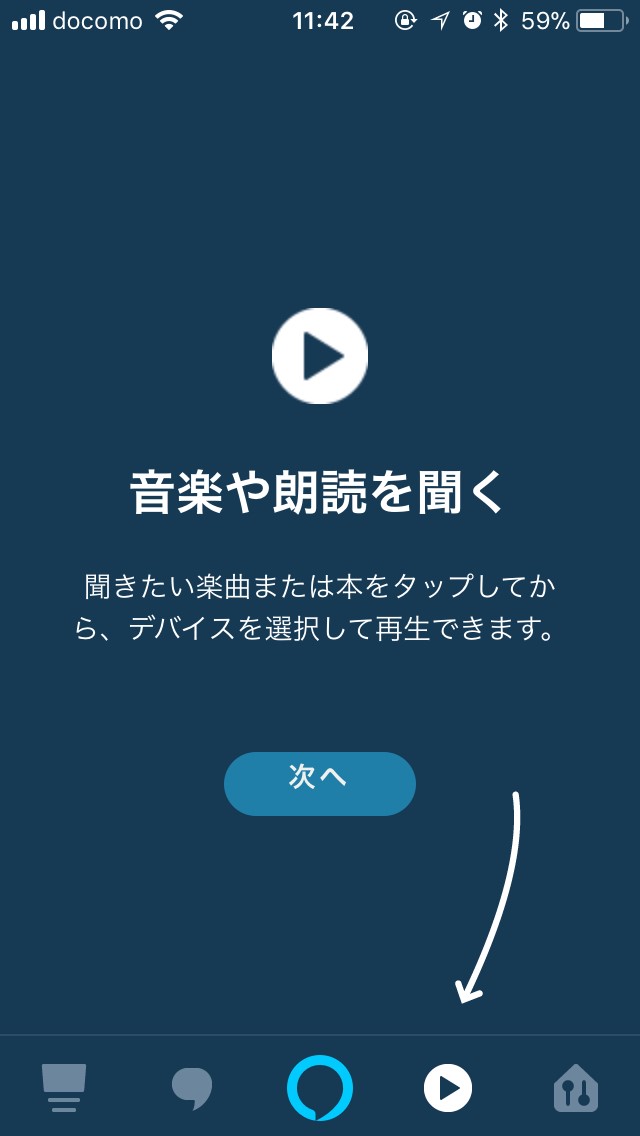 docomo 11:42 59%
音楽や朗読を聞く
聞きたい楽曲または本をタップしてか
ら、デバイスを選択して再生できます。
次へ